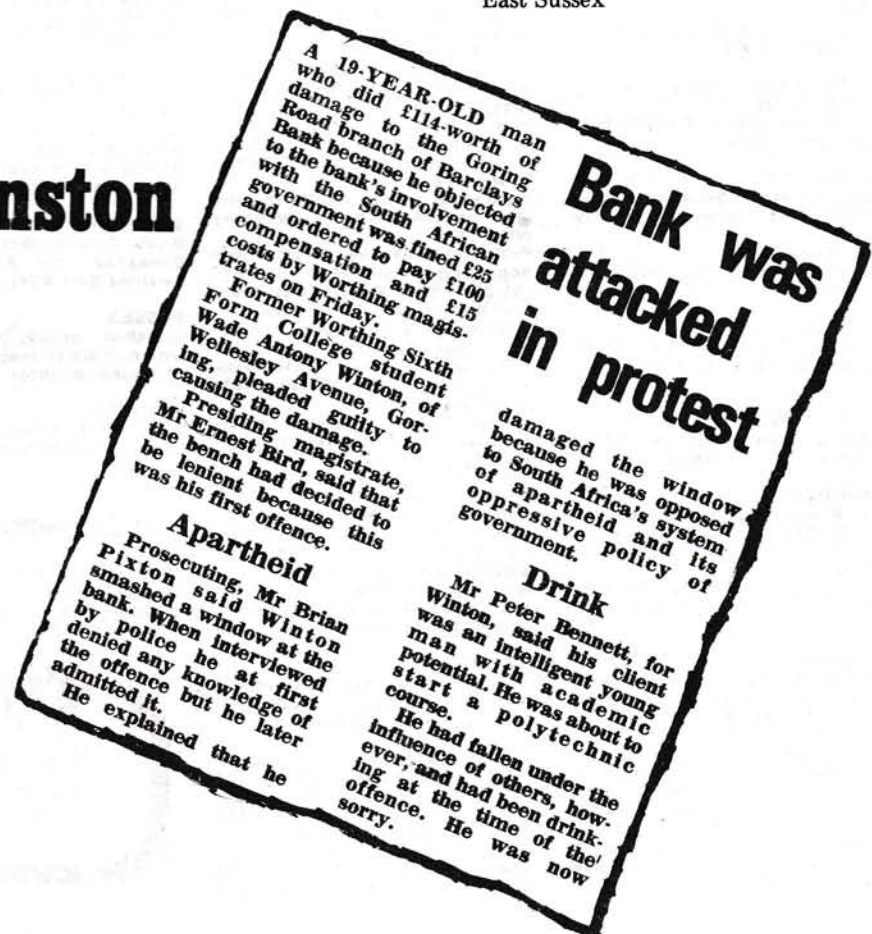 East Sussex
nston
A 19-YEAR-OLD man
who did £114-worth of
damage to the Goring
Road branch of Barclays
Bank because he objected
to the bank's involvement
with the South African
government was fined £25
and ordered to pay £100
compensation and £15
costs by Worthing magis-
trates on Friday.
Former Worthing Sixth
Form College student
Wade Antony Winton, of
Wellesley Avenue, Gor-
ing, pleaded guilty to
causing the damage.
Presiding magistrate,
Mr Ernest Bird, said that
the bench had decided to
be lenient because this
was his first offence.
Apartheid
Prosecuting, Mr Brian
Pixton said Winton
smashed a window at the
bank. When interviewed
by police he at first
denied any knowledge of
the offence but he later
admitted it.
He explained that he
Bank was
attacked
in protest
damaged the window
because he was opposed
to South Africa's system
of apartheid and its
oppressive policy of
government.
Drink
Mr Peter Bennett, for
Winton, said his client
was an intelligent young
man with academic
potential. He was about to
start a polytechnic
course.
He had fallen under the
influence of others, how-
ever, and had been drink-
ing at the time of the
offence. He was now
sorry.